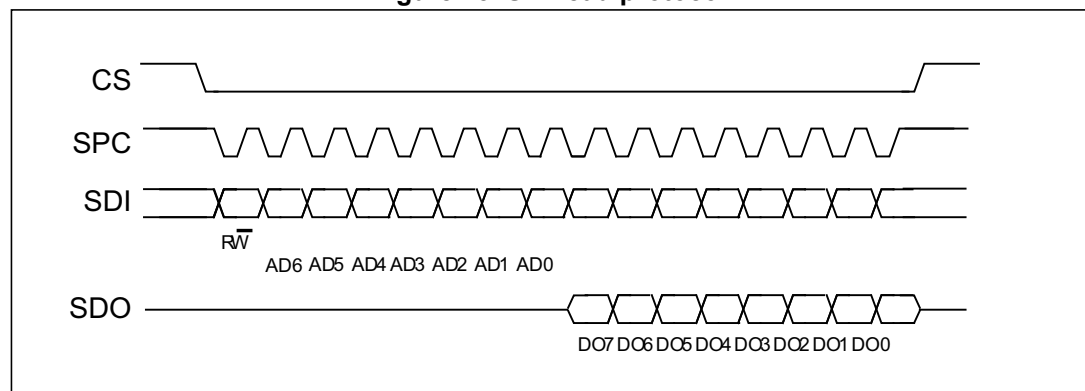 CS
SPC
SDI
RW
AD6 AD5 AD4 AD3 AD2 AD1 AD0
SDO
DO7 DO6 DO5 DO4 DO3 DO2 DO1 DO0